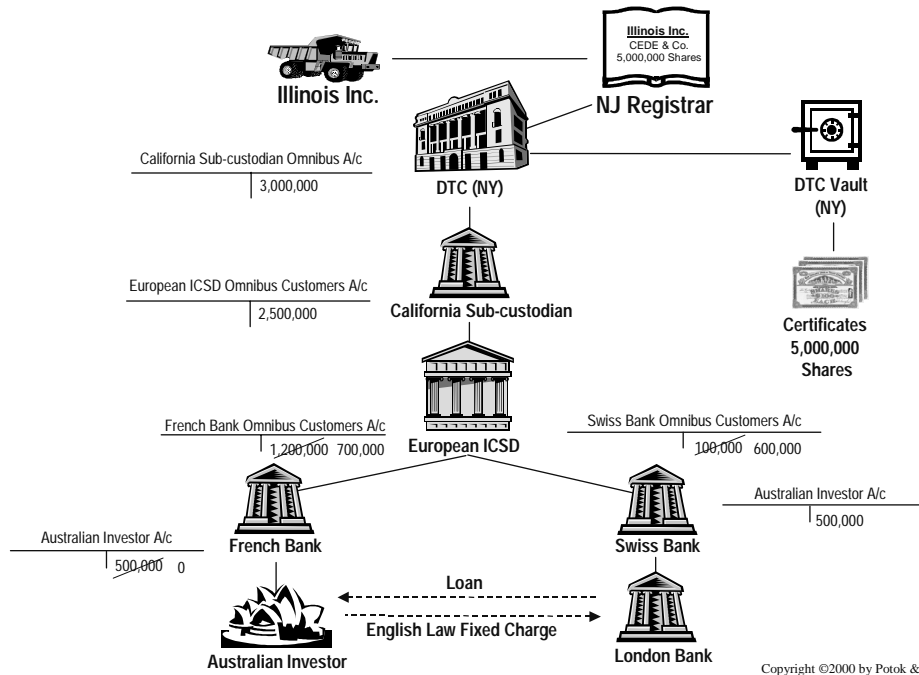 Illinois Inc.
CEDE & Co.
5,000,000 Shares
Illinois Inc.
NJ Registrar
California Sub-custodian Omnibus A/c
3,000,000
DTC (NY)
DTC Vault
(NY)
European ICSD Omnibus Customers A/c
2,500,000
California Sub-custodian
Certificates
5,000,000
Shares
French Bank Omnibus Customers A/c
1,200,000 700,000
European ICSD
Swiss Bank Omnibus Customers A/c
100,000 600,000
Australian Investor A/c
500,000
Australian Investor A/c
500,000 0
French Bank
Swiss Bank
Loan
English Law Fixed Charge
Australian Investor
London Bank
Copyright ©2000 by Potok &